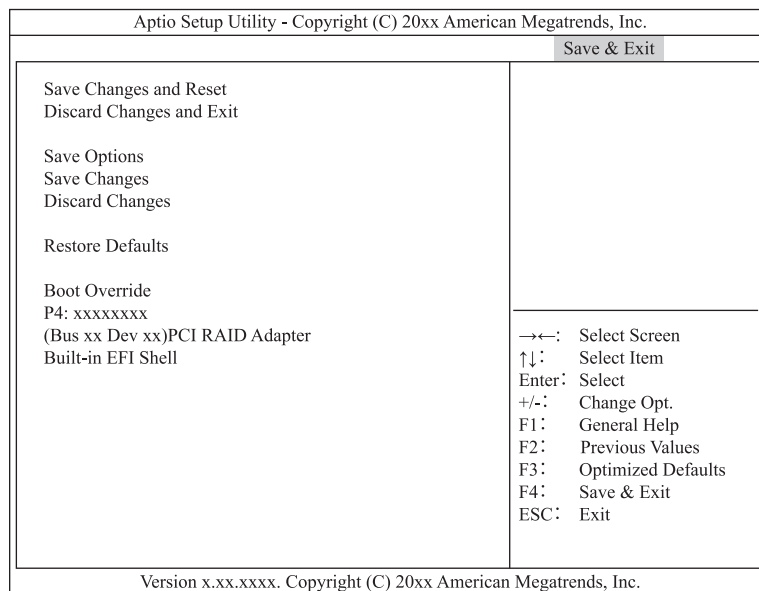 Aptio Setup Utility - Copyright (C) 20xx American Megatrends, Inc.
Save & Exit
Save Changes and Reset
Discard Changes and Exit
Save Options
Save Changes
Discard Changes
Restore Defaults
Boot Override
P4: xxxxxxxx
(Bus xx Dev xx)PCI RAID Adapter
Built-in EFI Shell
→←: Select Screen
↑↓: Select Item
Enter: Select
+/-: Change Opt.
F1: General Help
F2: Previous Values
F3: Optimized Defaults
F4: Save & Exit
ESC: Exit
Version x.xx.xxxx. Copyright (C) 20xx American Megatrends, Inc.